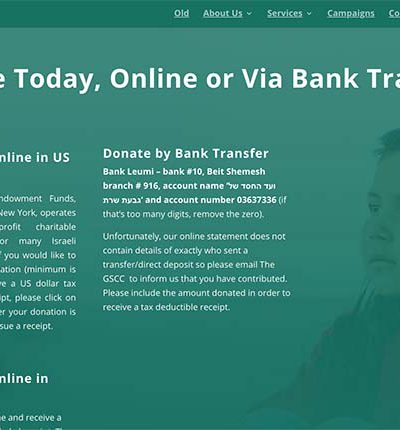 Old About Us Services Campaigns Co
e Today, Online or Via Bank Tra
nline in US
ndowment Funds,
New York, operates
profit charitable
or many Israeli
f you would like to
ation (minimum is
ve a US dollar tax
ipt, please click on
er your donation is
sue a receipt.
nline in
ne and receive a
Donate by Bank Transfer
Bank Leumi – bank #10, Beit Shemesh
branch # 916, account name "ועד החסד של
גבעת שרת' and account number 03637336 (if
that's too many digits, remove the zero).
Unfortunately, our online statement does not
contain details of exactly who sent a
transfer/direct deposit so please email The
GSCC to inform us that you have contributed.
Please include the amount donated in order to
receive a tax deductible receipt.